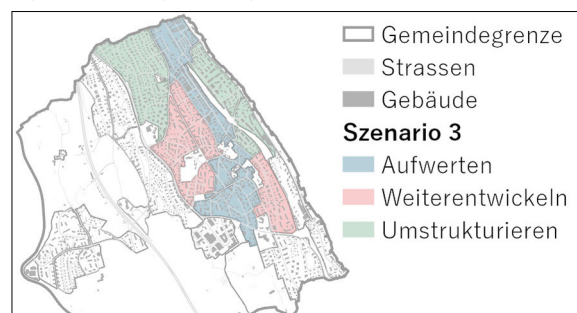 Gemeindegrenze
Strassen
Gebäude
Szenario 3
Aufwerten
Weiterentwickeln
Umstrukturieren